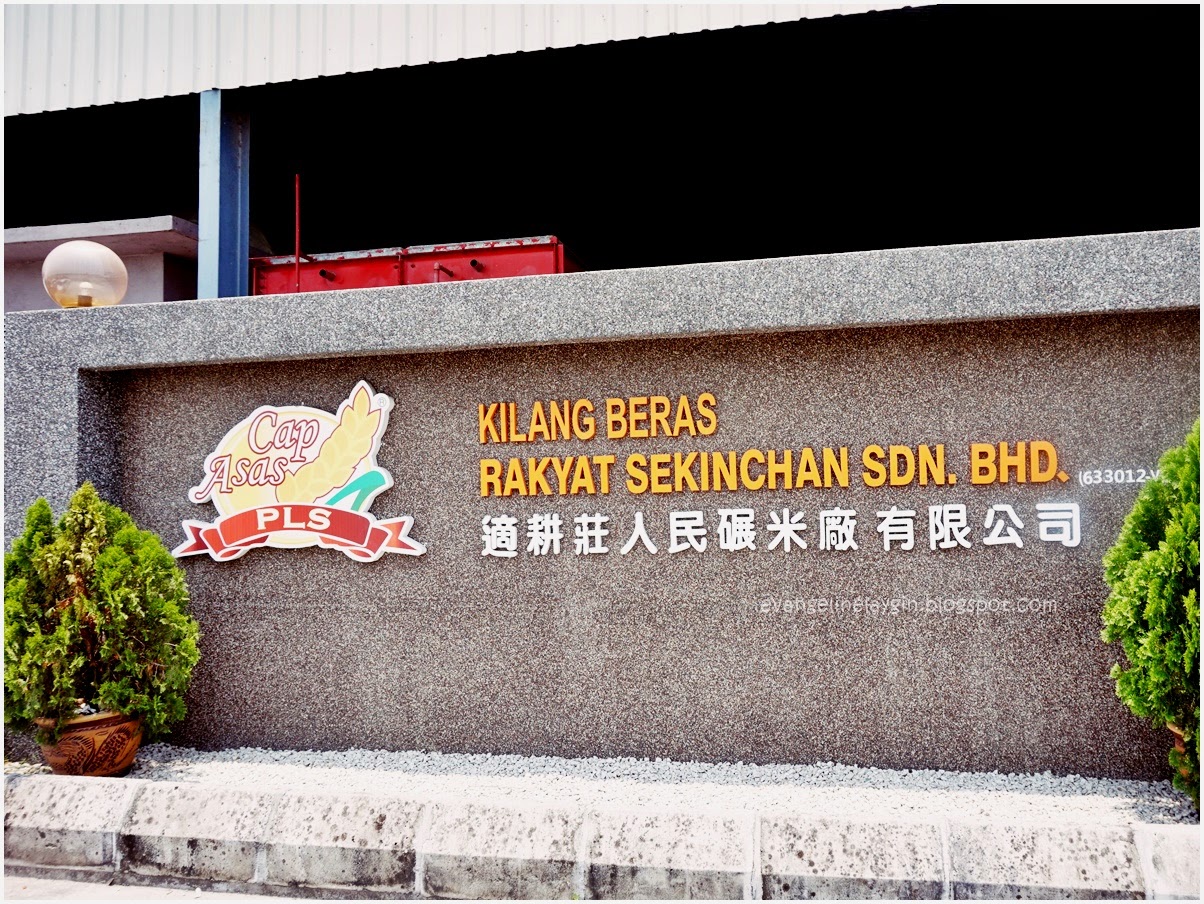 Cap
Asas
PLS
KILANG BERAS
RAKYAT SEKINCHAN SDN. BHD.
(633012-V
適耕莊人民碾米廠 有限公司
evangelinejaygin.blogspot.com